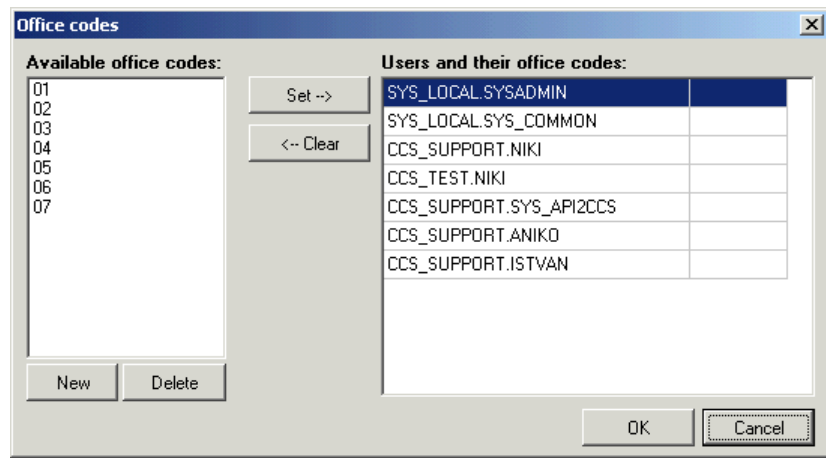 Office codes
Available office codes:
01
02
03
04
05
06
07
Set -->
<-- Clear
New
Delete
Users and their office codes:
SYS_LOCAL.SYSADMIN
SYS_LOCAL.SYS_COMMON
CCS_SUPPORT.NIKI
CCS_TEST.NIKI
CCS_SUPPORT.SYS_API2CCS
CCS_SUPPORT.ANIKO
CCS_SUPPORT.ISTVAN
OK
Cancel